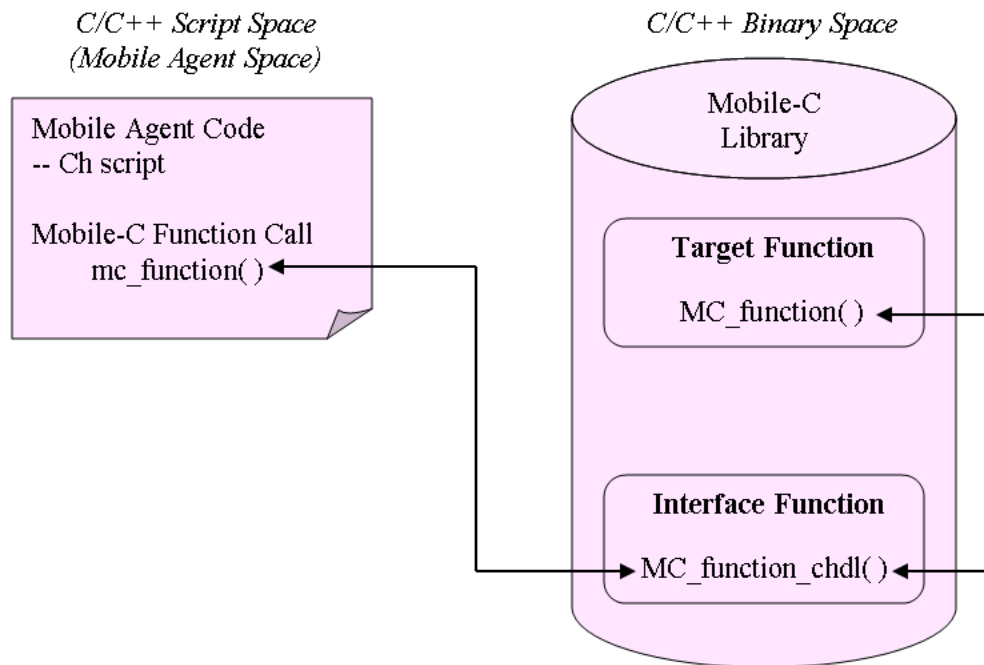 C/C++ Script Space
(Mobile Agent Space)
Mobile Agent Code
-- Ch script
Mobile-C Function Call
mc_function( )
C/C++ Binary Space
Mobile-C
Library
Target Function
MC_function( )
Interface Function
MC_function_chdl( )